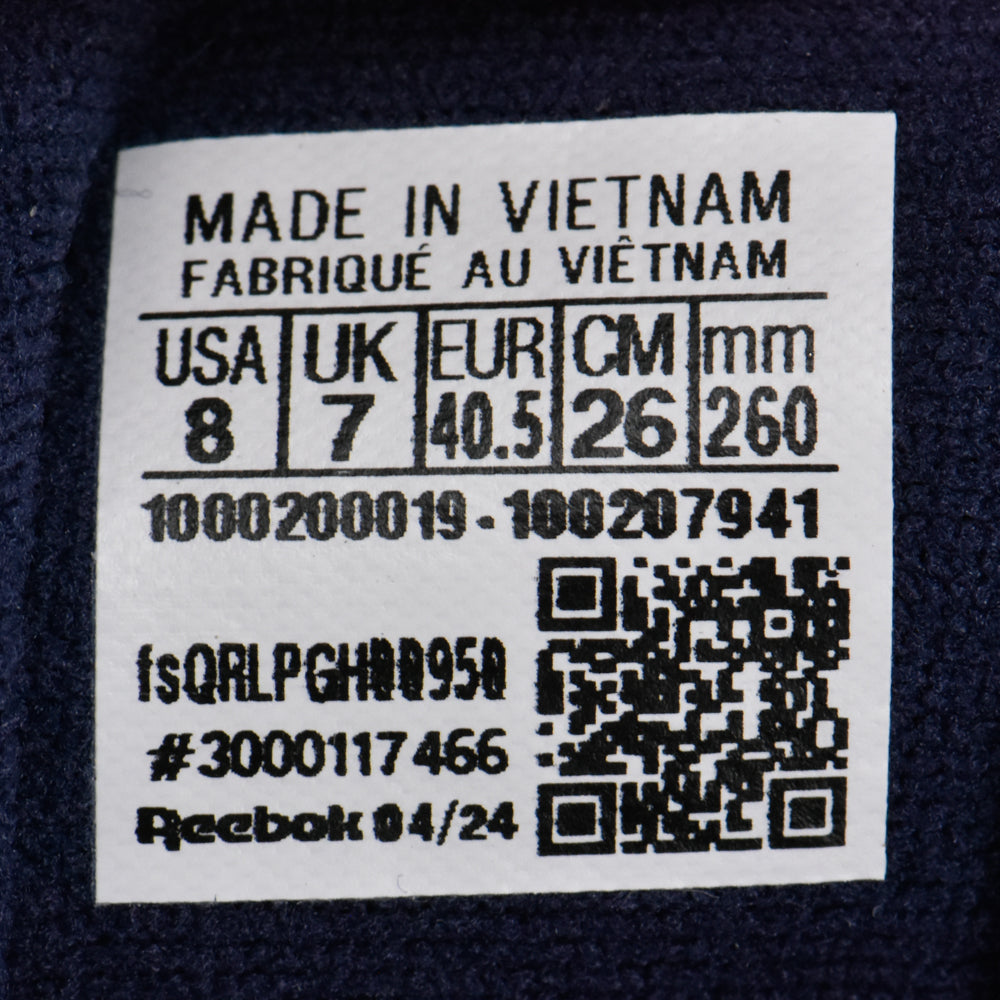 MADE IN VIETNAM
FABRIQUÉ AU VIÊTNAM
USA UK EUR CM mm
8 7 40.5 26 260
1000200019 - 100207941
fsQRLPGH00950
#3000117466
Reebok 04/24